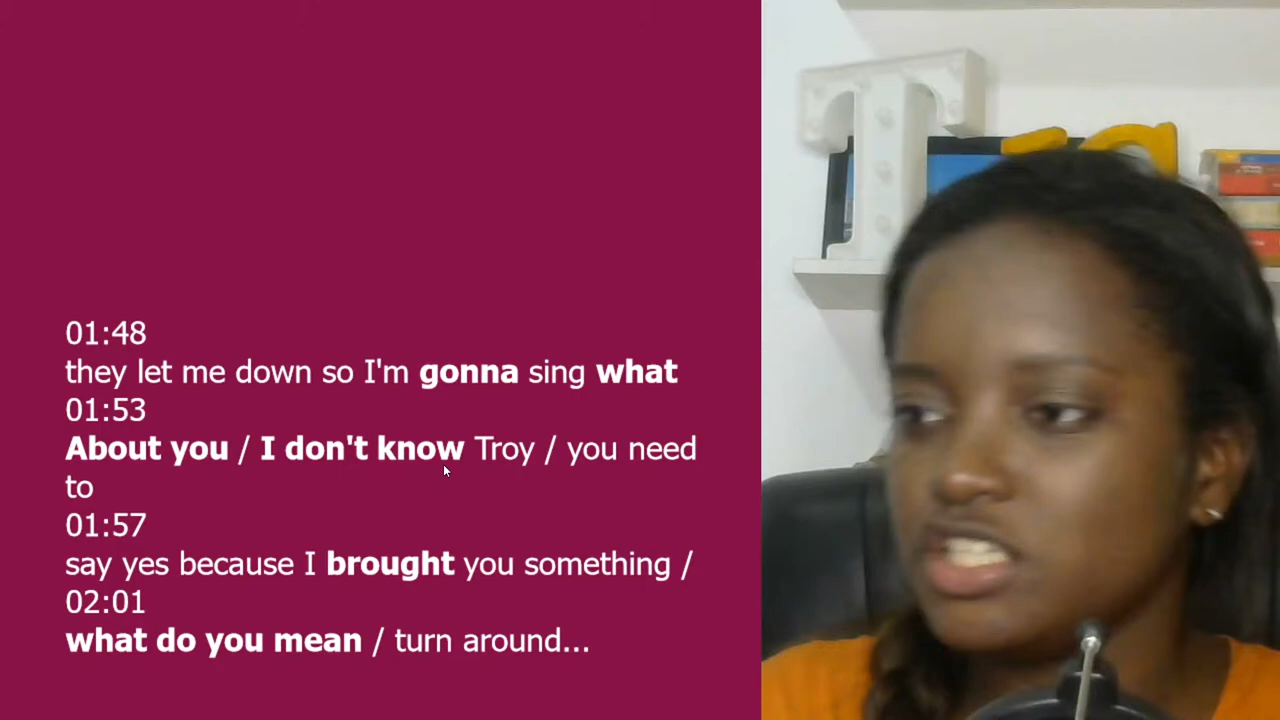 01:48
they let me down so I'm gonna sing what
01:53
About you / I don't know Troy / you need
to
01:57
say yes because I brought you something /
02:01
what do you mean / turn around...
T